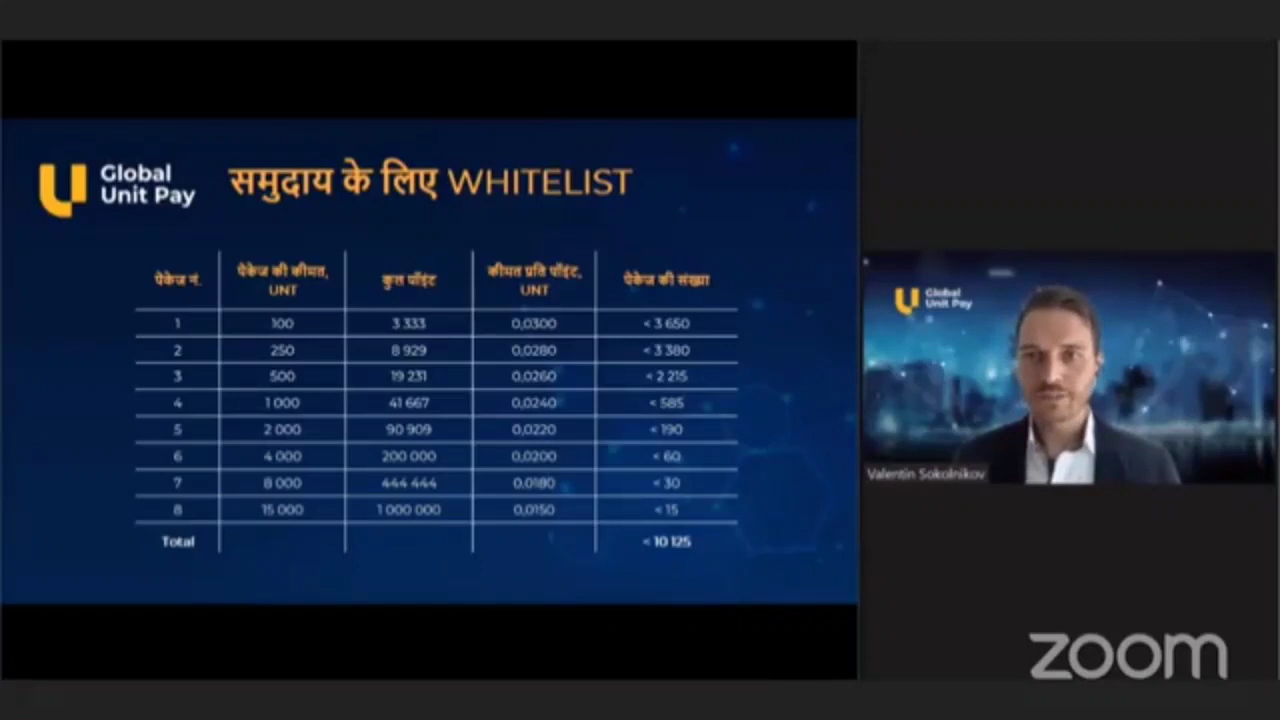 Global
Unit Pay
समुदाय के लिए WHITELIST
पेकेज नं. पेकेज की कीमत, UNT कुल पॉइंट कीमत प्रति पॉइंट, UNT पेकेज की संख्या
1 100 3 333 0,0300 < 3 650
2 250 8 929 0,0280 < 3 380
3 500 19 231 0,0260 < 2 215
4 1 000 41 667 0,0240 < 585
5 2 000 90 909 0,0220 < 190
6 4 000 200 000 0,0200 < 60
7 8 000 444 444 0,0180 < 30
8 15 000 1 000 000 0,0150 < 15
Total < 10 125
Global
Unit Pay
Valentin Sokolnikov
zoom